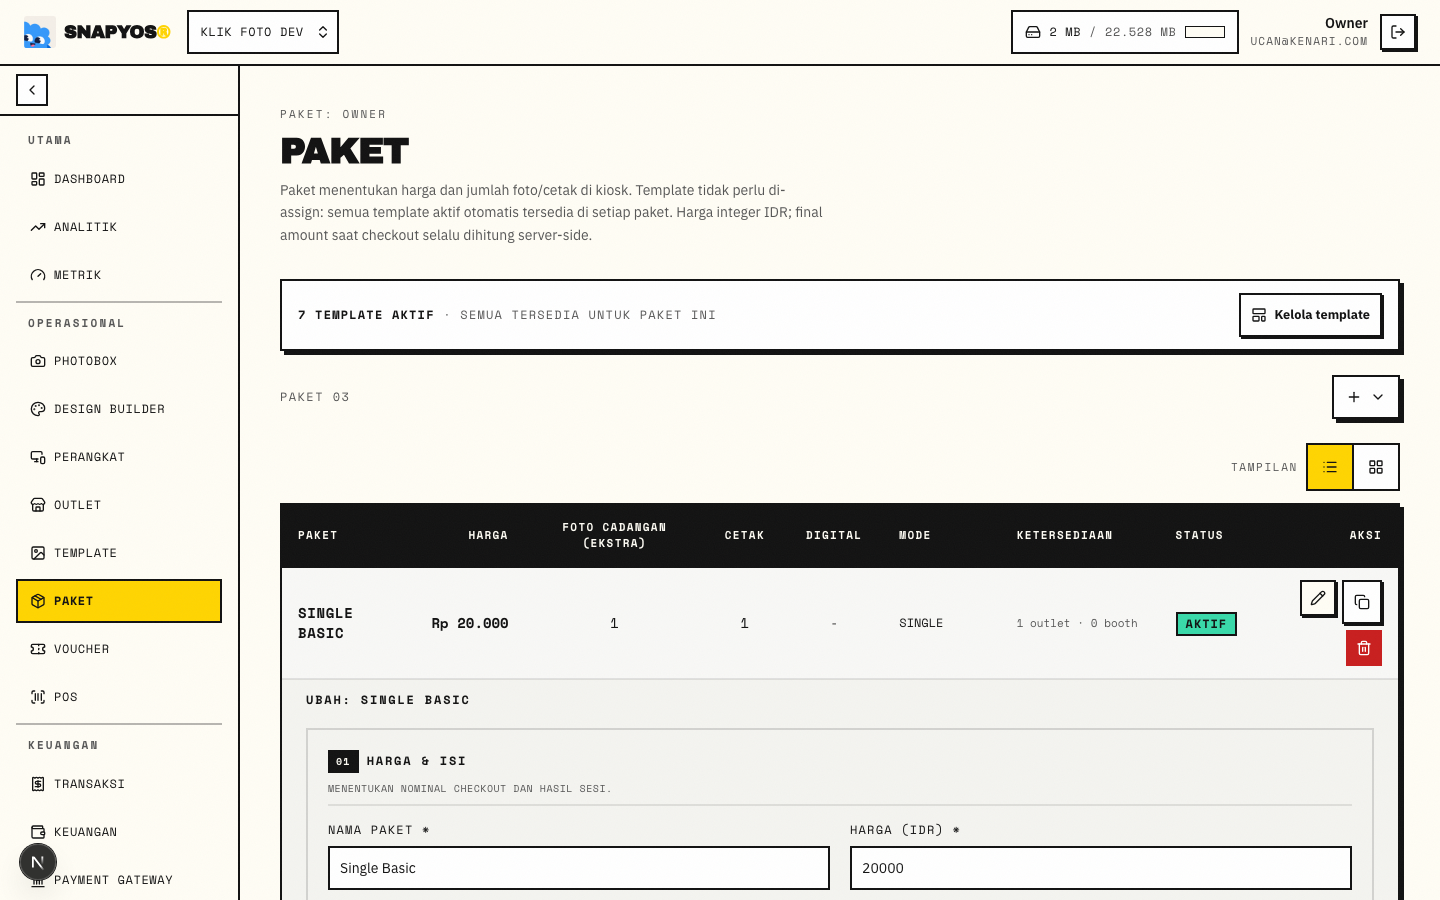 SNAPYOS®
KLIK FOTO DEV
2 MB / 22.528 MB
Owner
UCAN@KENARI.COM
UTAMA
DASHBOARD
ANALITIK
METRIK
OPERASIONAL
PHOTOBOX
DESIGN BUILDER
PERANGKAT
OUTLET
TEMPLATE
PAKET
VOUCHER
POS
KEUANGAN
TRANSAKSI
KEUANGAN
PAYMENT GATEWAY
N
PAKET: OWNER
PAKET
Paket menentukan harga dan jumlah foto/cetak di kiosk. Template tidak perlu di-
assign: semua template aktif otomatis tersedia di setiap paket. Harga integer IDR; final
amount saat checkout selalu dihitung server-side.
7 TEMPLATE AKTIF · SEMUA TERSEDIA UNTUK PAKET INI
Kelola template
PAKET 03
TAMPILAN
PAKET HARGA FOTO CADANGAN (EKSTRA) CETAK DIGITAL MODE KETERSEDIAAN STATUS AKSI
SINGLE BASIC Rp 20.000 1 1 - SINGLE 1 outlet · 0 booth AKTIF
UBAH: SINGLE BASIC
01 HARGA & ISI
MENENTUKAN NOMINAL CHECKOUT DAN HASIL SESI.
NAMA PAKET * HARGA (IDR) *
Single Basic 20000